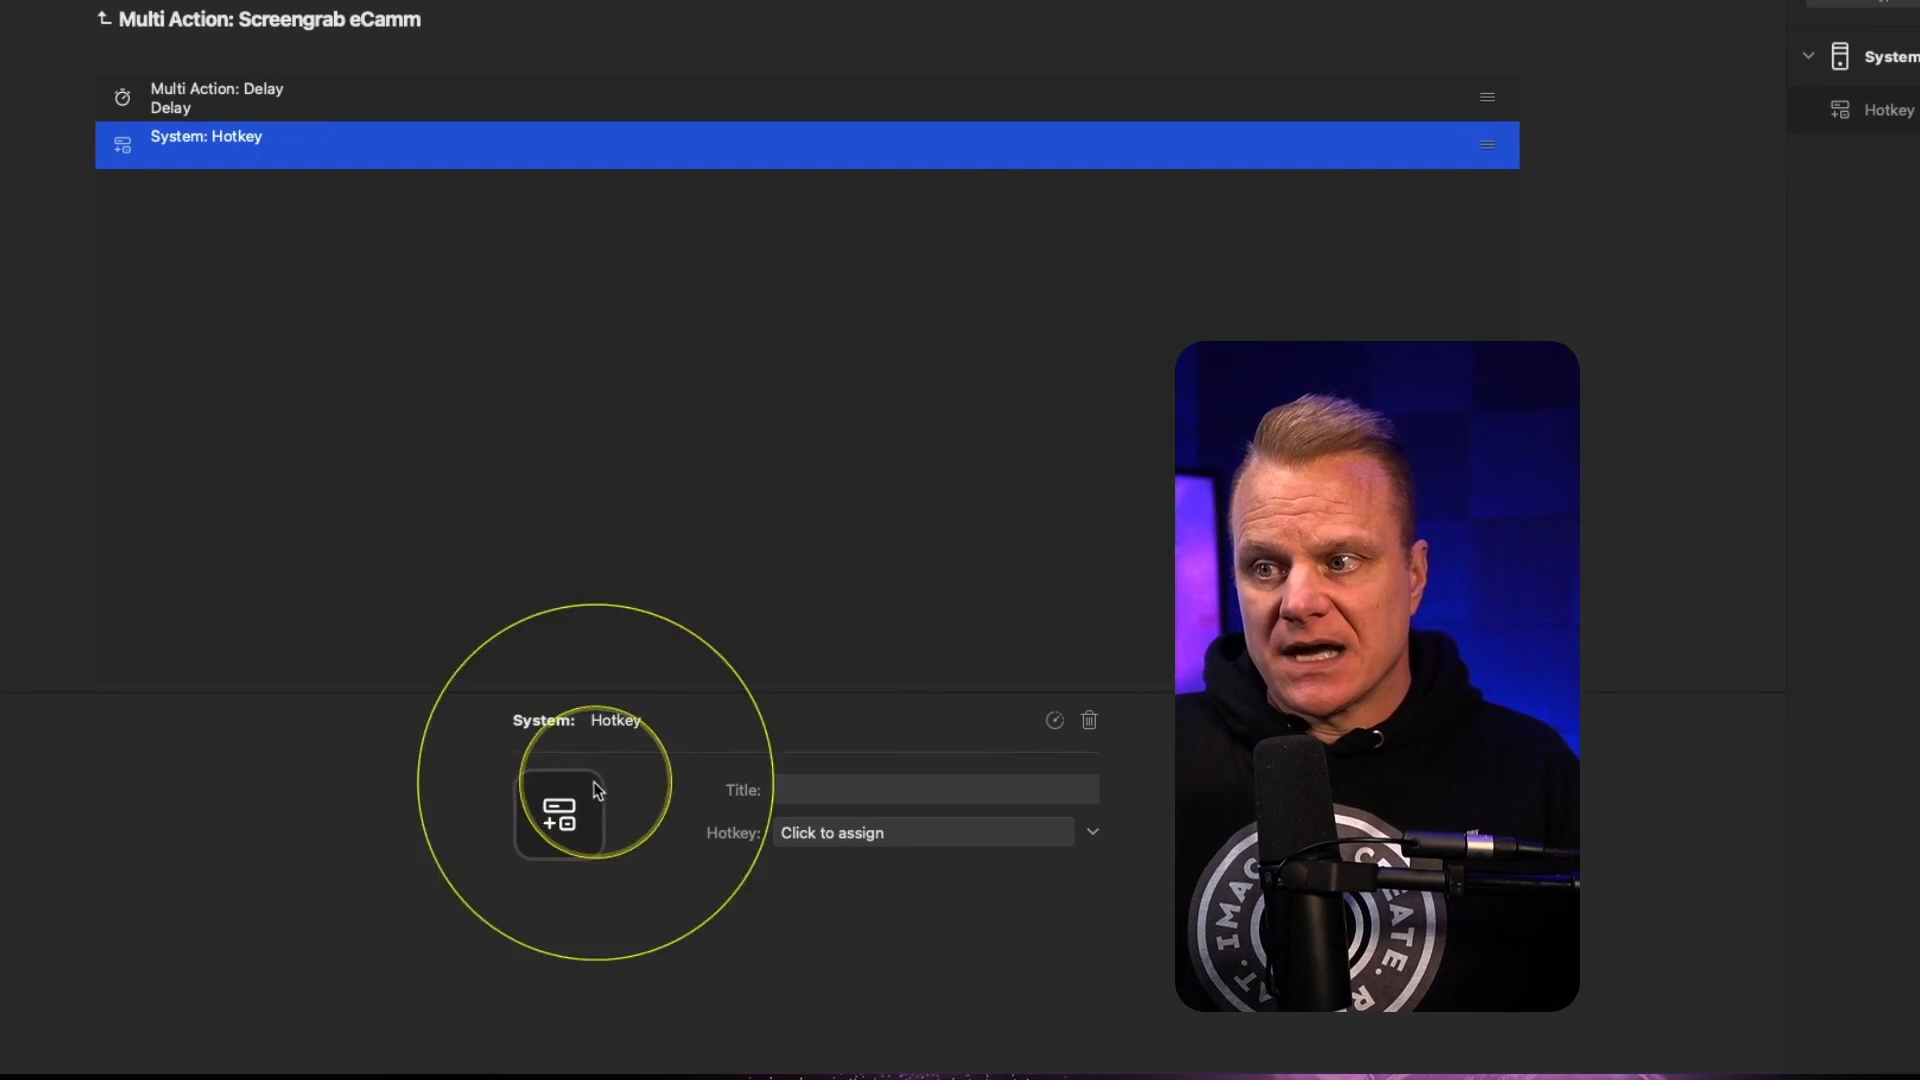 Multi Action: Screengrab eCamm
System
Multi Action: Delay
Delay
Hotkey
System: Hotkey
System: Hotkey
Title:
Hotkey: Click to assign